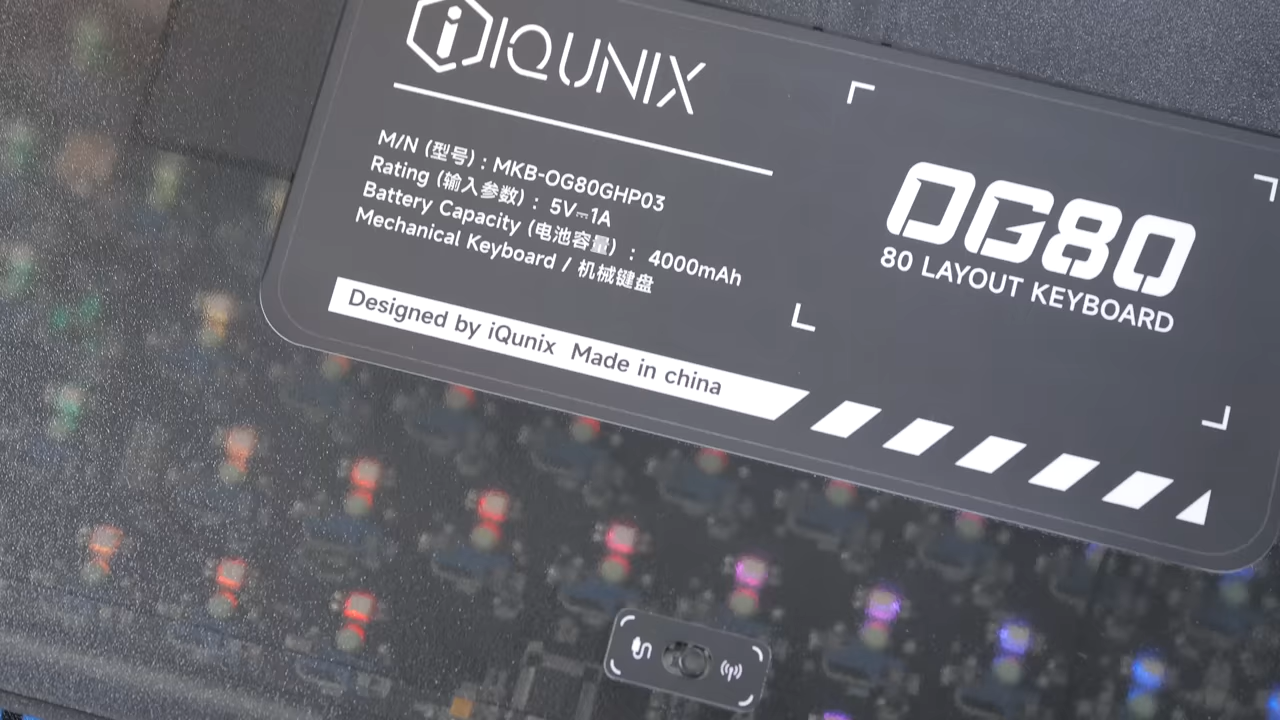 IQUNIX
M/N (型号) : MKB-OG80GHP03
Rating (输入参数) : 5V⎓1A
Battery Capacity (电池容量) : 4000mAh
Mechanical Keyboard / 机械键盘
Designed by iQunix Made in china
OG80
80 LAYOUT KEYBOARD